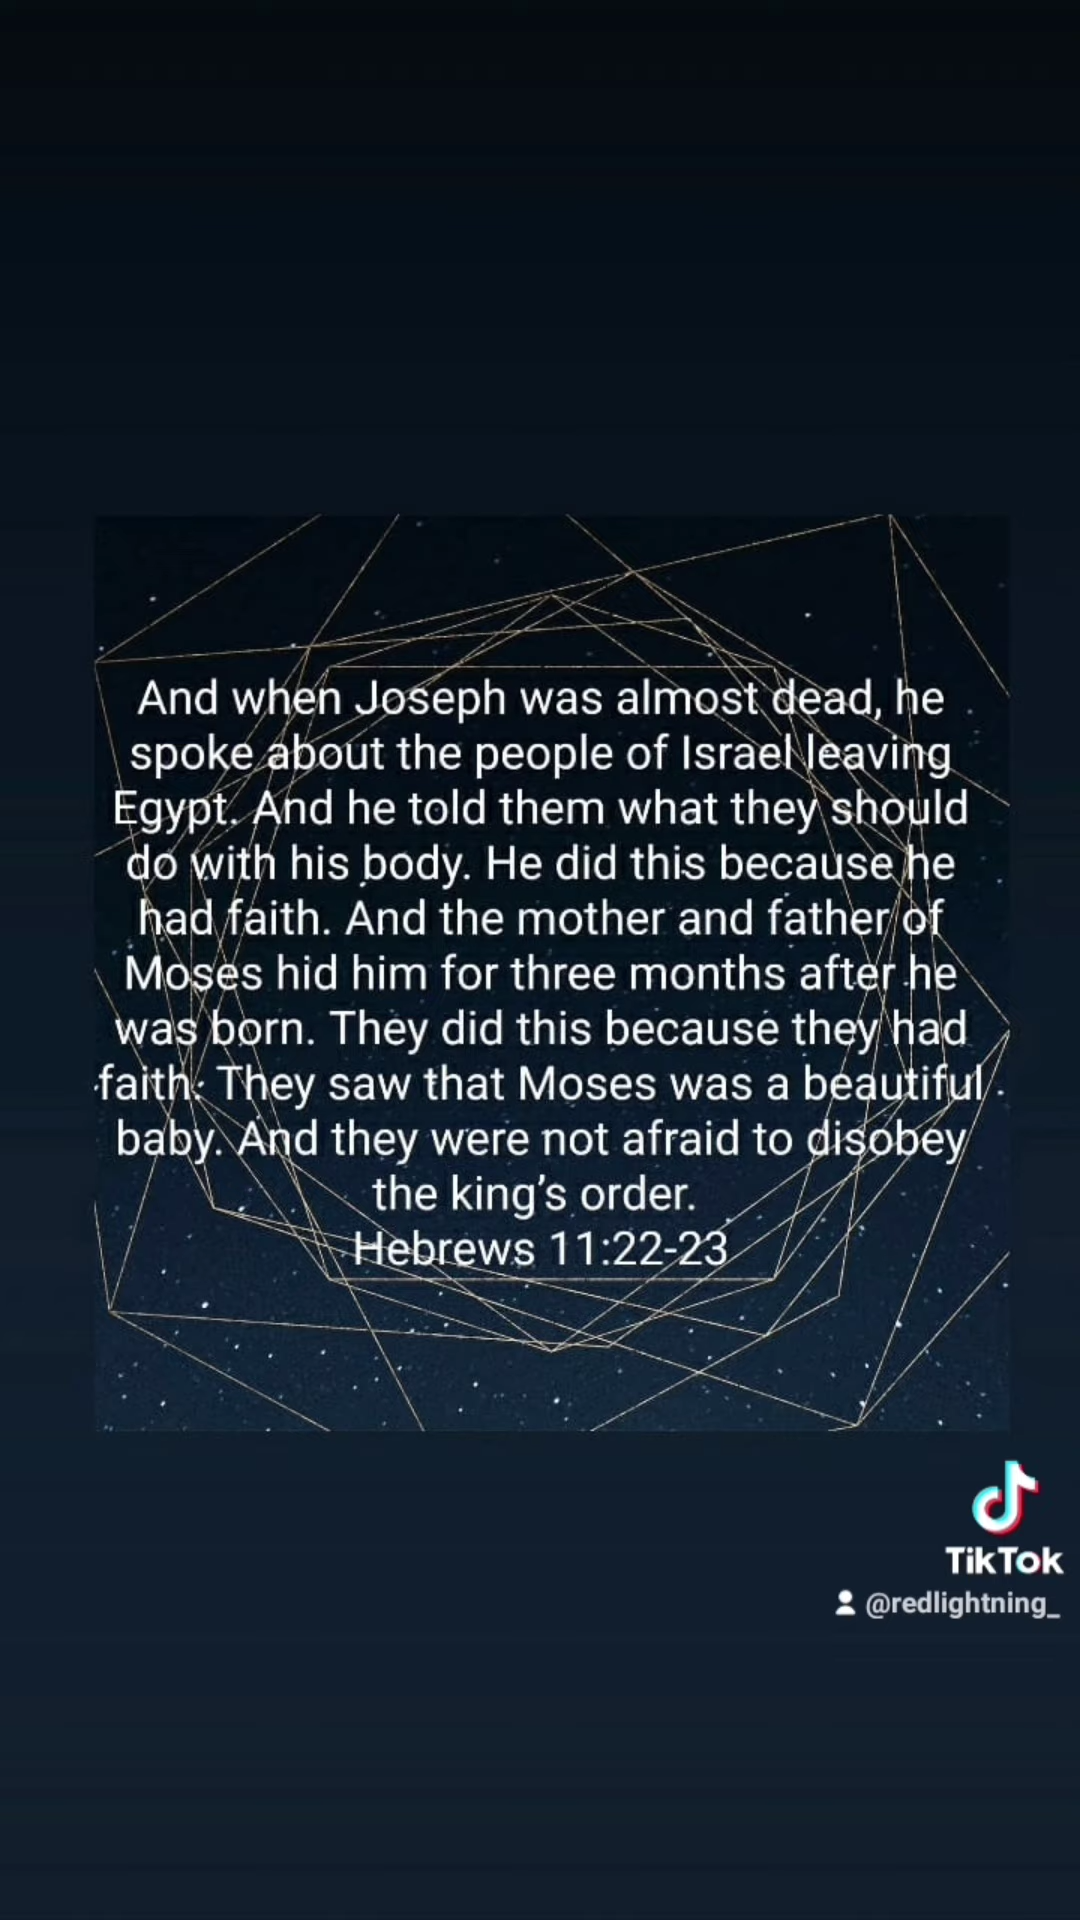 And when Joseph was almost dead, he
spoke about the people of Israel leaving
Egypt. And he told them what they should
do with his body. He did this because he
had faith. And the mother and father of
Moses hid him for three months after he
was born. They did this because they had
faith. They saw that Moses was a beautiful
baby. And they were not afraid to disobey
the king’s order.
Hebrews 11:22-23
TikTok
@redlightning_